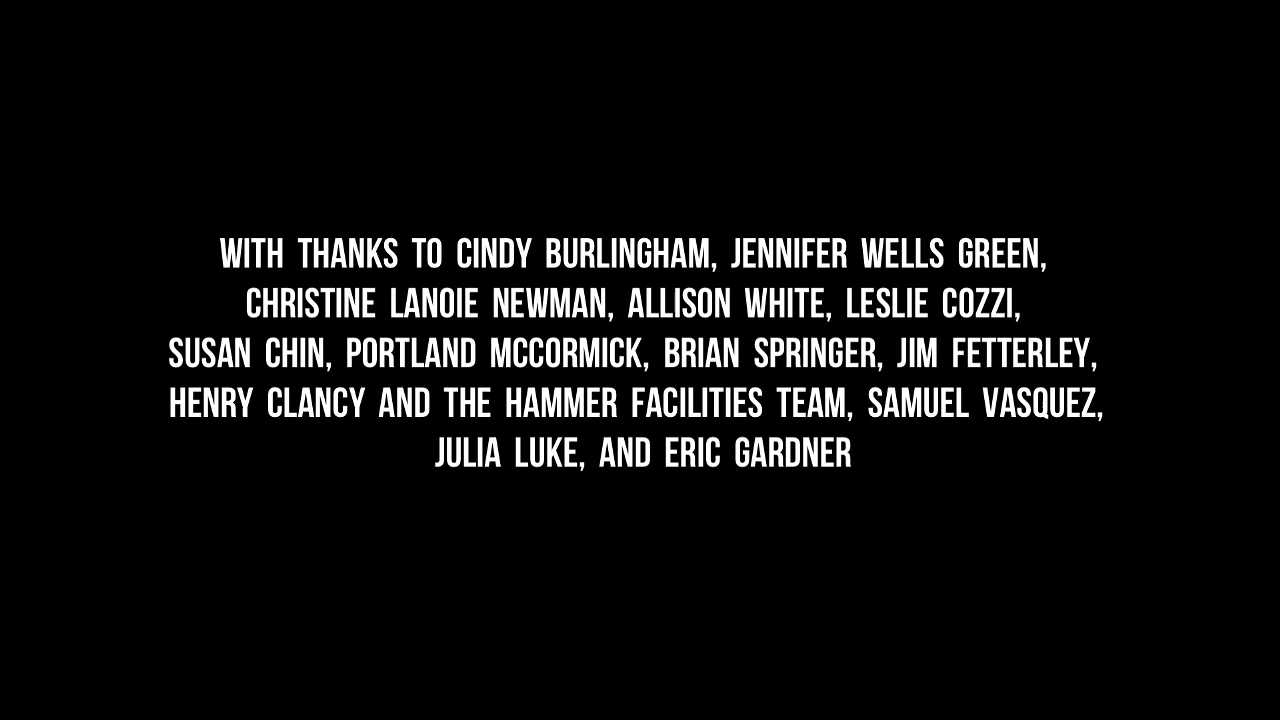 WITH THANKS TO CINDY BURLINGHAM, JENNIFER WELLS GREEN,
CHRISTINE LANOIE NEWMAN, ALLISON WHITE, LESLIE COZZI,
SUSAN CHIN, PORTLAND MCCORMICK, BRIAN SPRINGER, JIM FETTERLEY,
HENRY CLANCY AND THE HAMMER FACILITIES TEAM, SAMUEL VASQUEZ,
JULIA LUKE, AND ERIC GARDNER